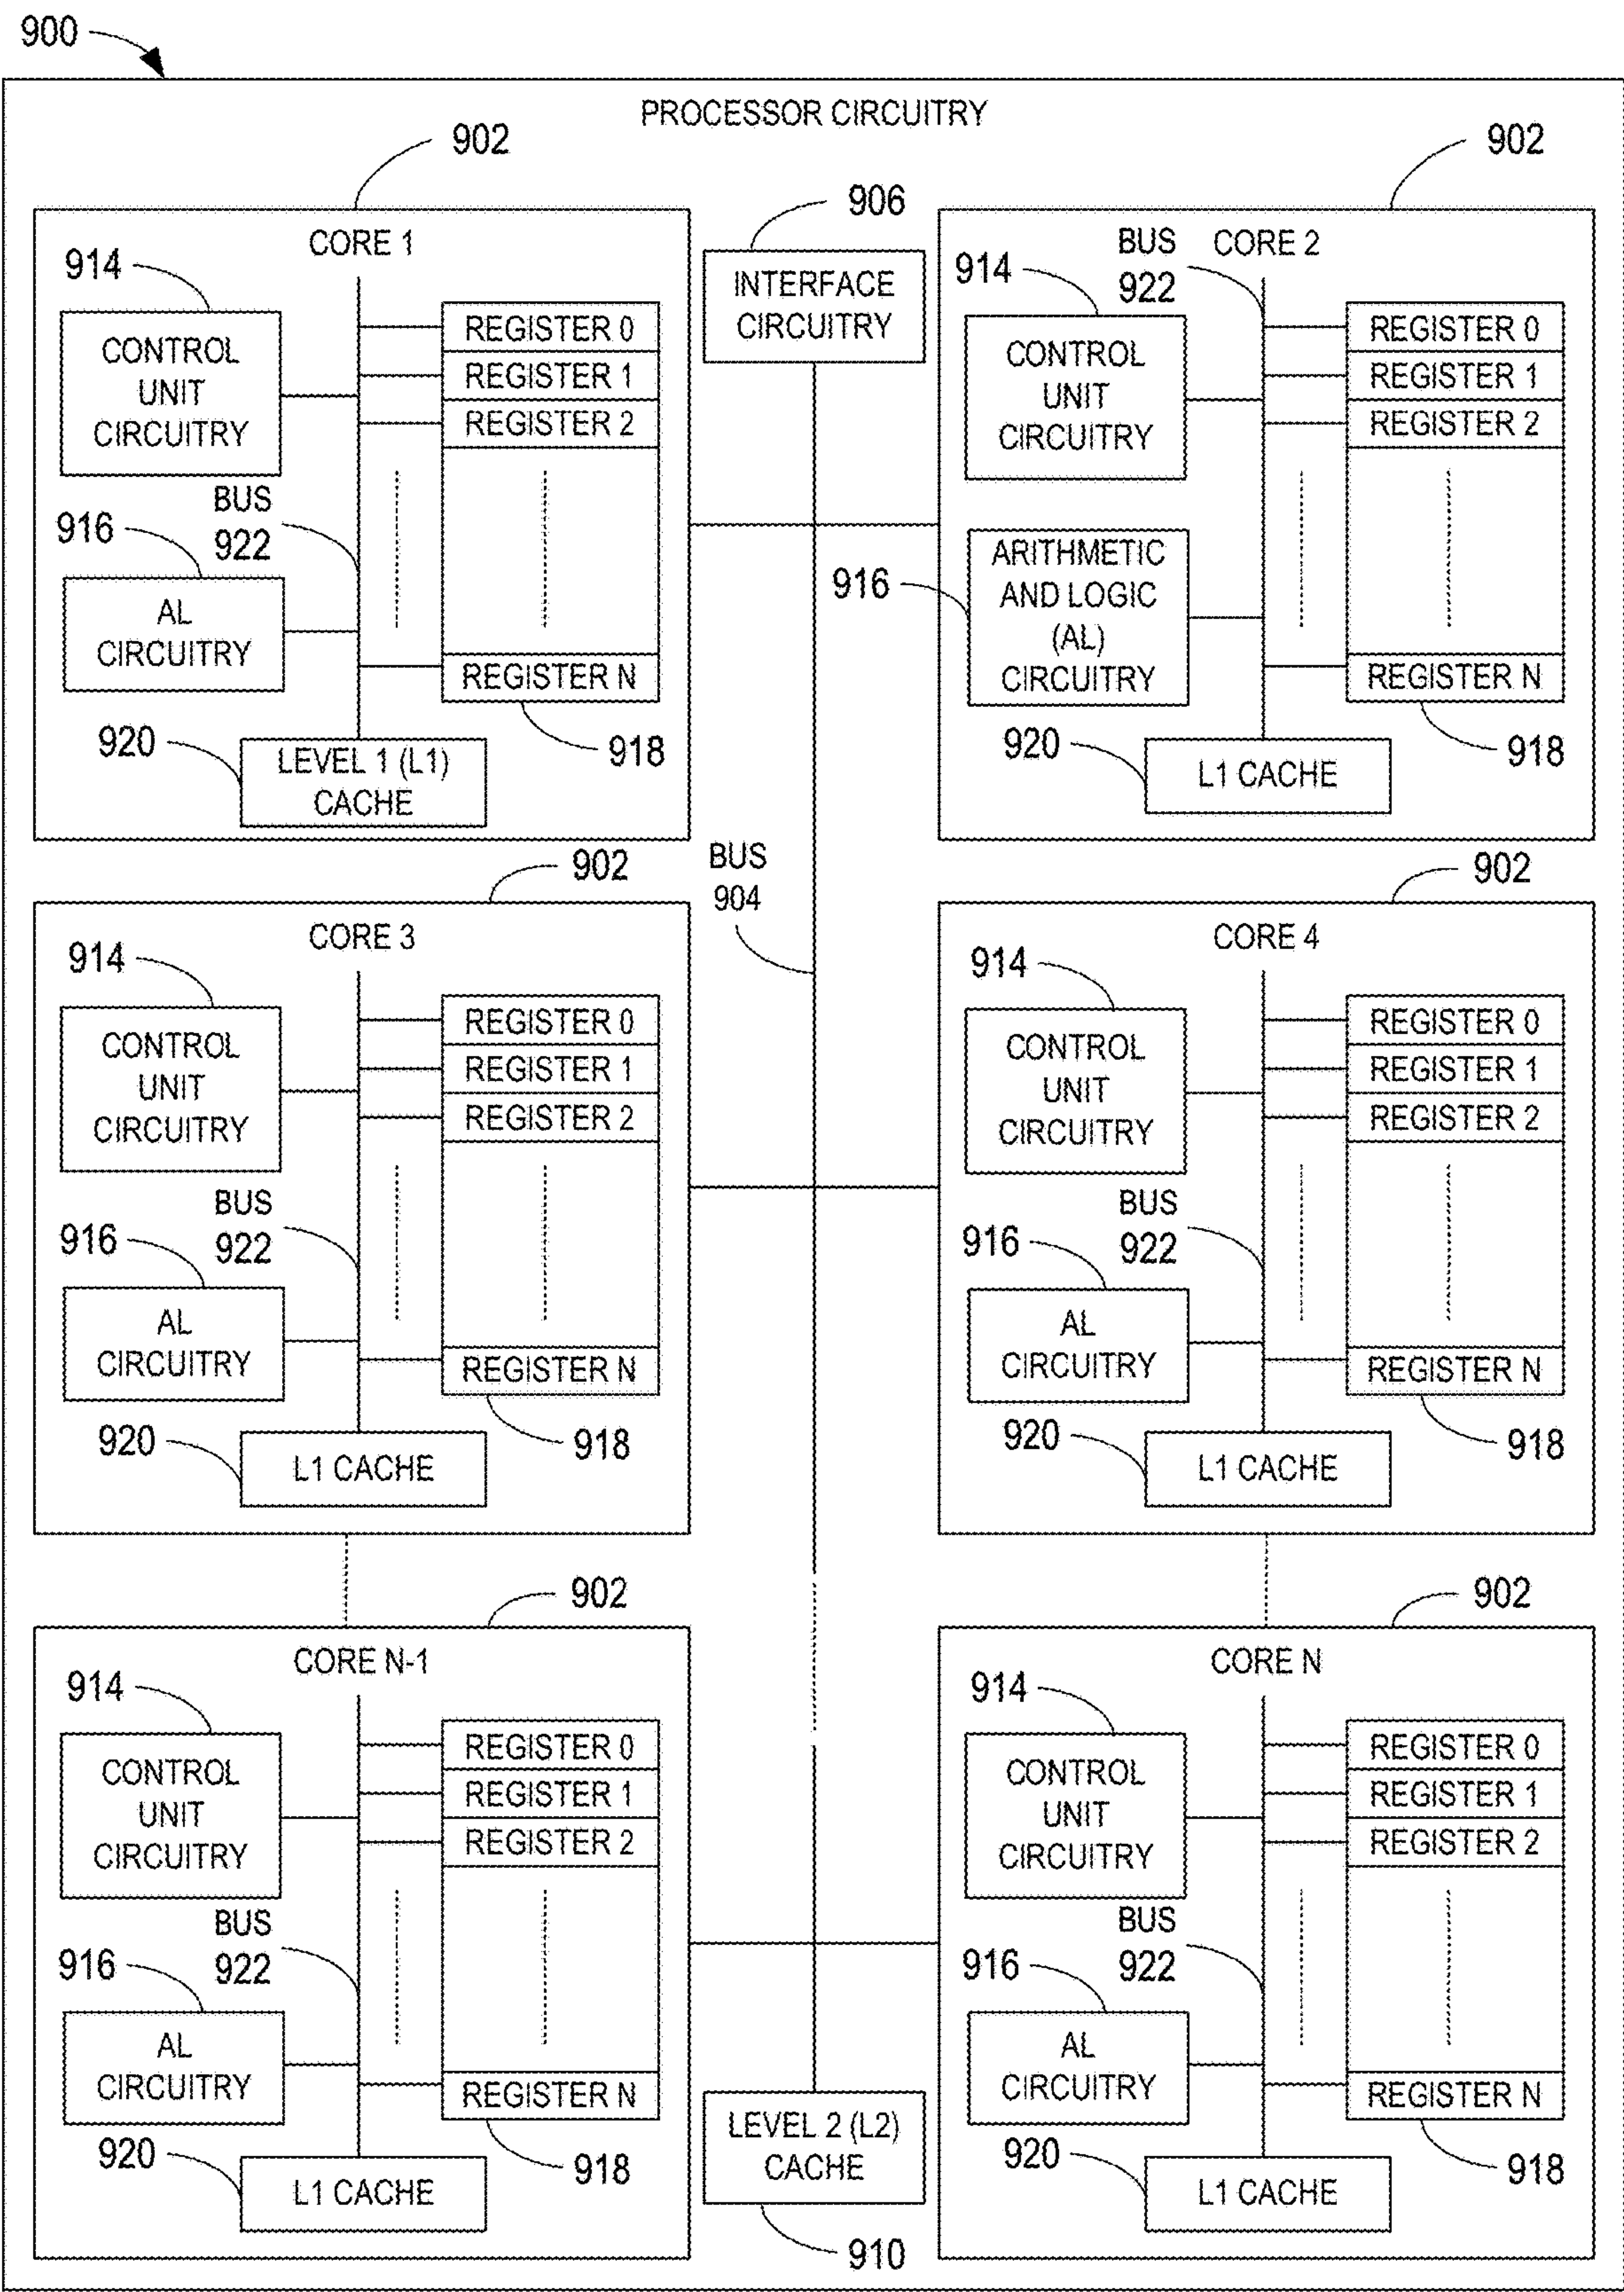 900
PROCESSOR CIRCUITRY
902
CORE 1
914
CONTROL
UNIT
CIRCUITRY
REGISTER 0
REGISTER 1
REGISTER 2
BUS
922
916
AL
CIRCUITRY
REGISTER N
920
LEVEL 1 (L1)
CACHE
918
906
INTERFACE
CIRCUITRY
902
BUS
922
CORE 2
914
CONTROL
UNIT
CIRCUITRY
REGISTER 0
REGISTER 1
REGISTER 2
916
ARITHMETIC
AND LOGIC
(AL)
CIRCUITRY
REGISTER N
920
L1 CACHE
918
BUS
904
902
CORE 3
914
CONTROL
UNIT
CIRCUITRY
REGISTER 0
REGISTER 1
REGISTER 2
BUS
922
916
AL
CIRCUITRY
REGISTER N
920
L1 CACHE
918
902
CORE 4
914
CONTROL
UNIT
CIRCUITRY
REGISTER 0
REGISTER 1
REGISTER 2
BUS
922
916
AL
CIRCUITRY
REGISTER N
920
L1 CACHE
918
902
CORE N-1
914
CONTROL
UNIT
CIRCUITRY
REGISTER 0
REGISTER 1
REGISTER 2
BUS
922
916
AL
CIRCUITRY
REGISTER N
920
L1 CACHE
918
LEVEL 2 (L2)
CACHE
910
902
CORE N
914
CONTROL
UNIT
CIRCUITRY
REGISTER 0
REGISTER 1
REGISTER 2
BUS
922
916
AL
CIRCUITRY
REGISTER N
920
L1 CACHE
918